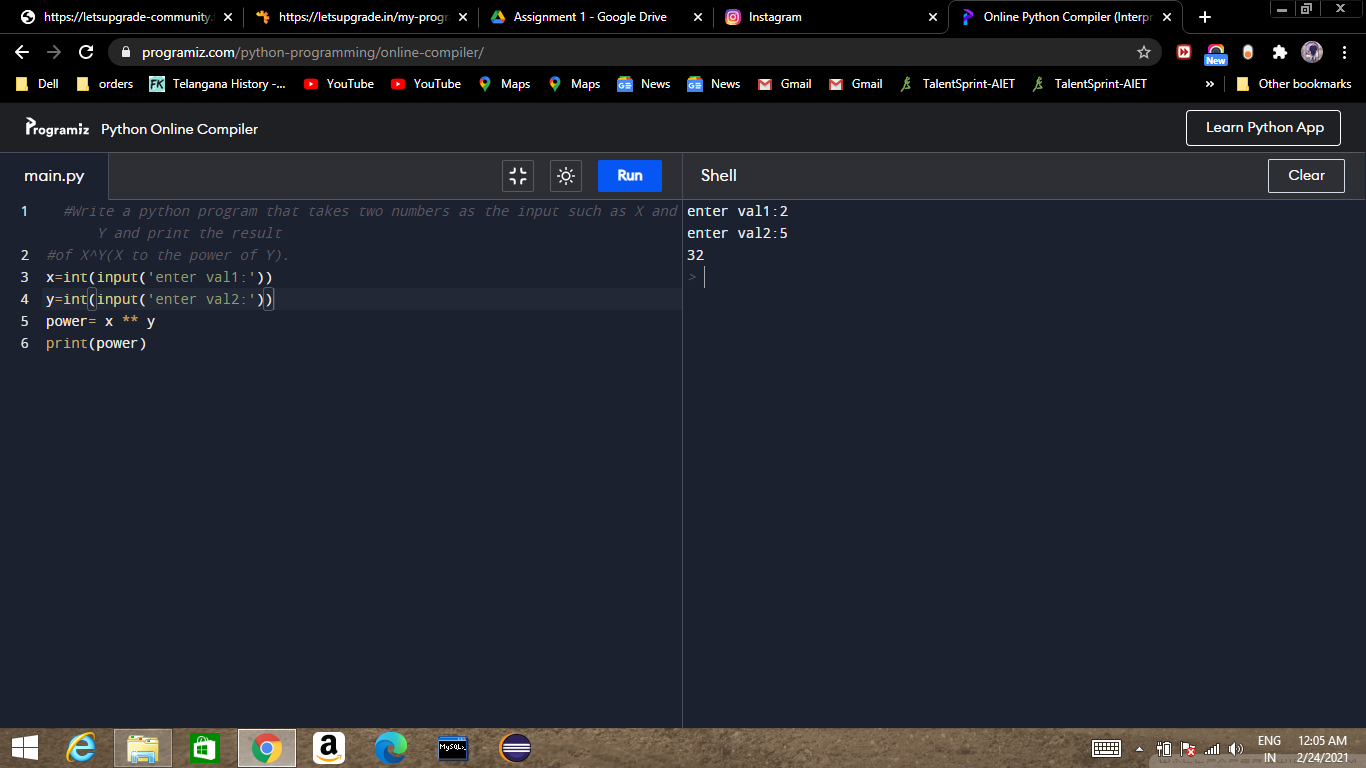 https://letsupgrade-community.
https://letsupgrade.in/my-progr
Assignment 1 - Google Drive
Instagram
Online Python Compiler (Interpr
programiz.com/python-programming/online-compiler/
New
Dell
orders
FK
Telangana History -...
YouTube
YouTube
Maps
Maps
GE
News
GE
News
Gmail
Gmail
TalentSprint-AIET
TalentSprint-AIET
»
Other bookmarks
Programiz
Python Online Compiler
Learn Python App
main.py
Run
Shell
Clear
1 #Write a python program that takes two numbers as the input such as X and
Y and print the result
2 #of X^Y(X to the power of Y).
3 x=int(input('enter val1:'))
4 y=int(input('enter val2:'))
5 power= x ** y
6 print(power)
enter val1:2
enter val2:5
32
>
MySQL>
ENG
IN
12:05 AM
2/24/2021